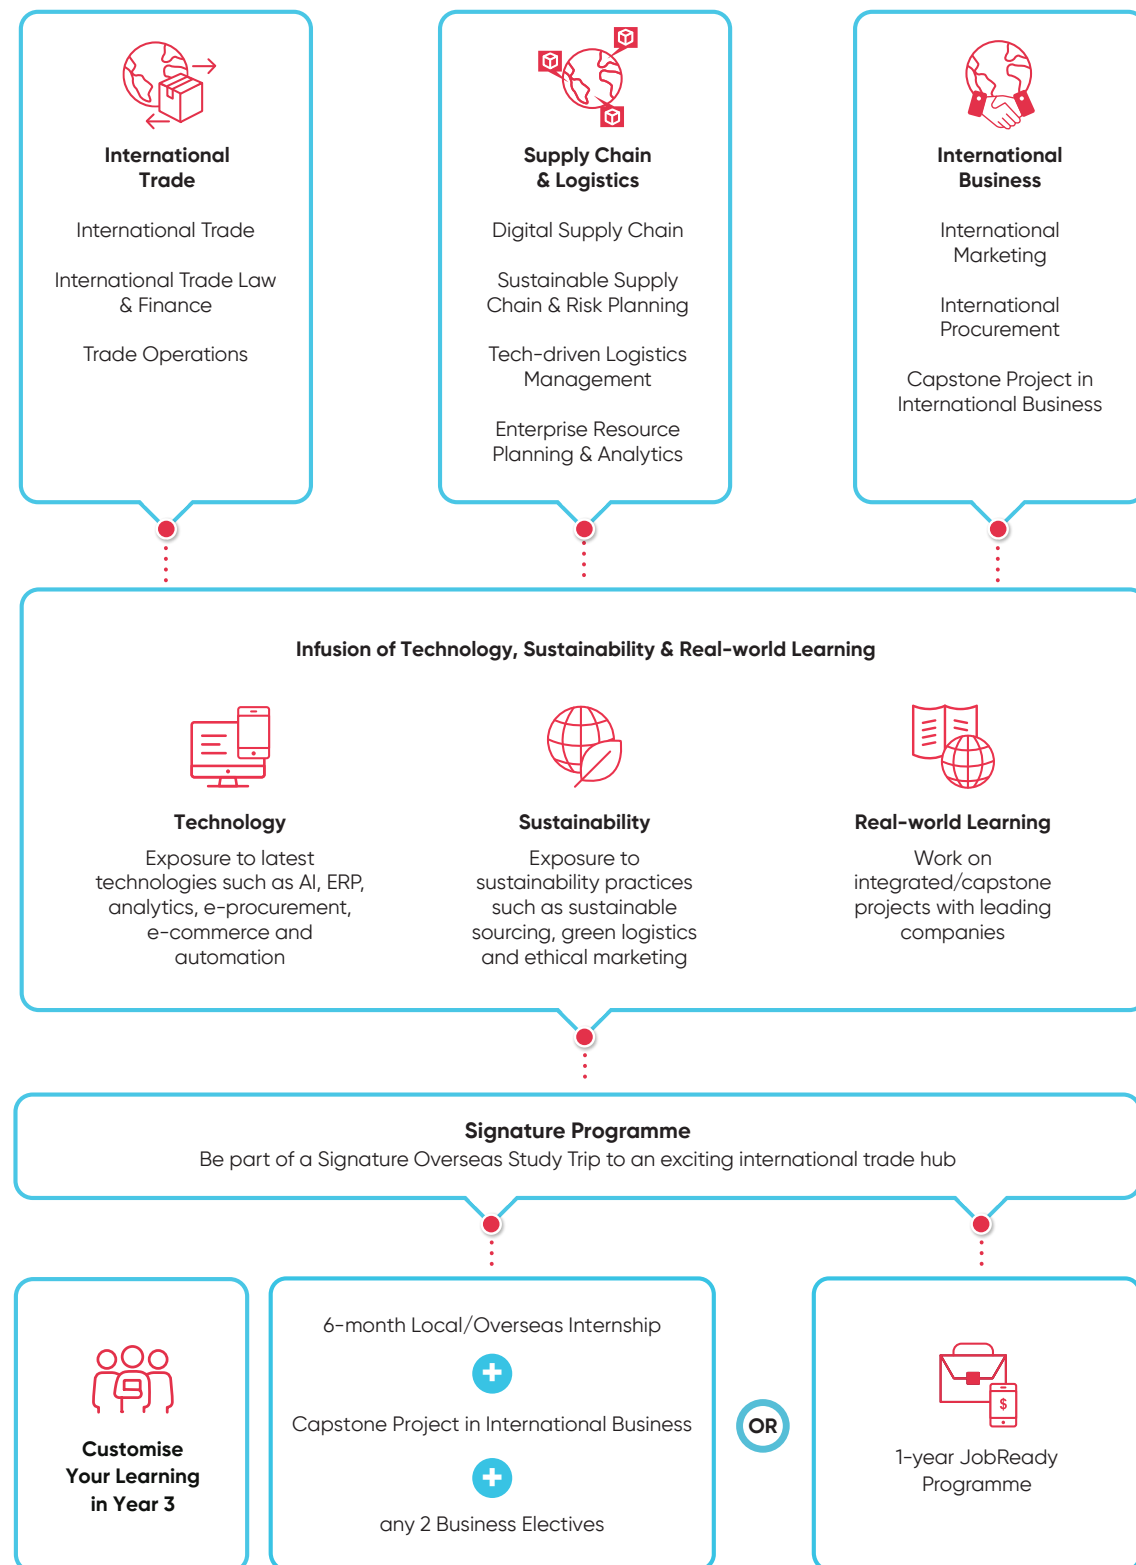 International
Trade
International Trade
International Trade Law
& Finance
Trade Operations
Supply Chain
& Logistics
Digital Supply Chain
Sustainable Supply
Chain & Risk Planning
Tech-driven Logistics
Management
Enterprise Resource
Planning & Analytics
International
Business
International
Marketing
International
Procurement
Capstone Project in
International Business
Infusion of Technology, Sustainability & Real-world Learning
Technology
Exposure to latest
technologies such as AI, ERP,
analytics, e-procurement,
e-commerce and
automation
Sustainability
Exposure to
sustainability practices
such as sustainable
sourcing, green logistics
and ethical marketing
Real-world Learning
Work on
integrated/capstone
projects with leading
companies
Signature Programme
Be part of a Signature Overseas Study Trip to an exciting international trade hub
Customise
Your Learning
in Year 3
6-month Local/Overseas Internship
+
Capstone Project in International Business
+
any 2 Business Electives
OR
$
1-year JobReady
Programme